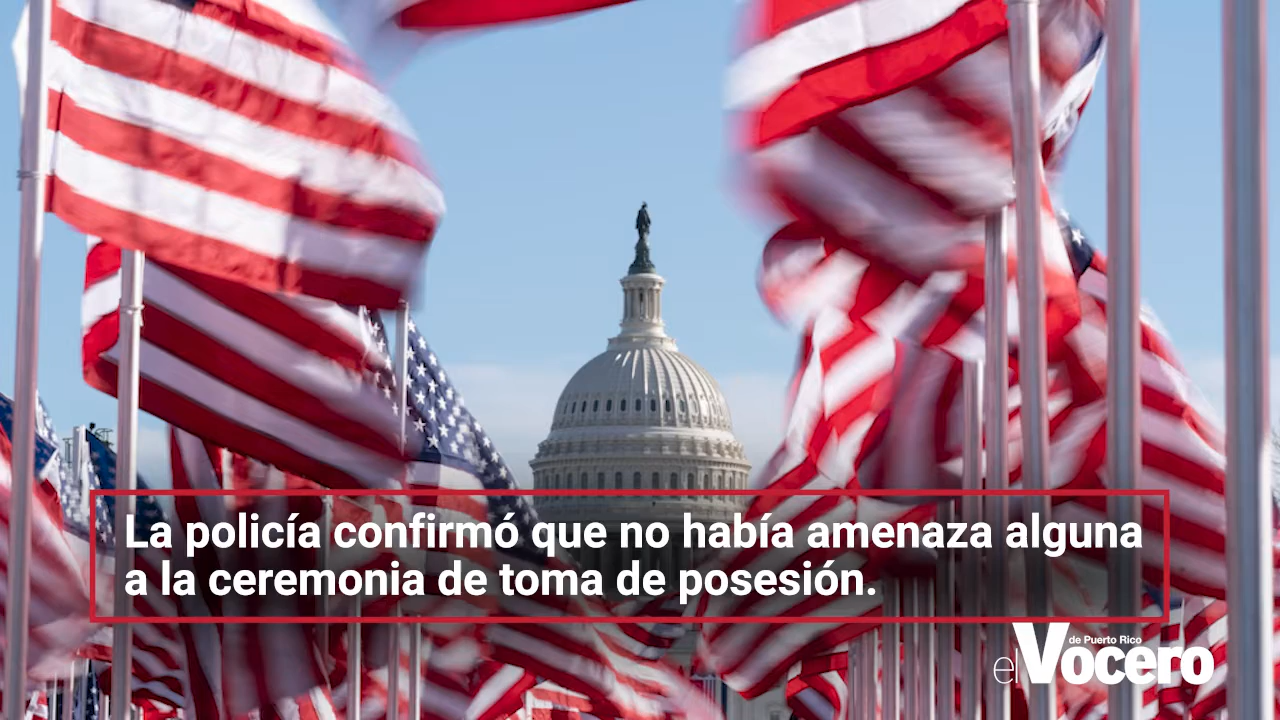 La policía confirmó que no había amenaza alguna
a la ceremonia de toma de posesión.
de Puerto Rico
el Vocero